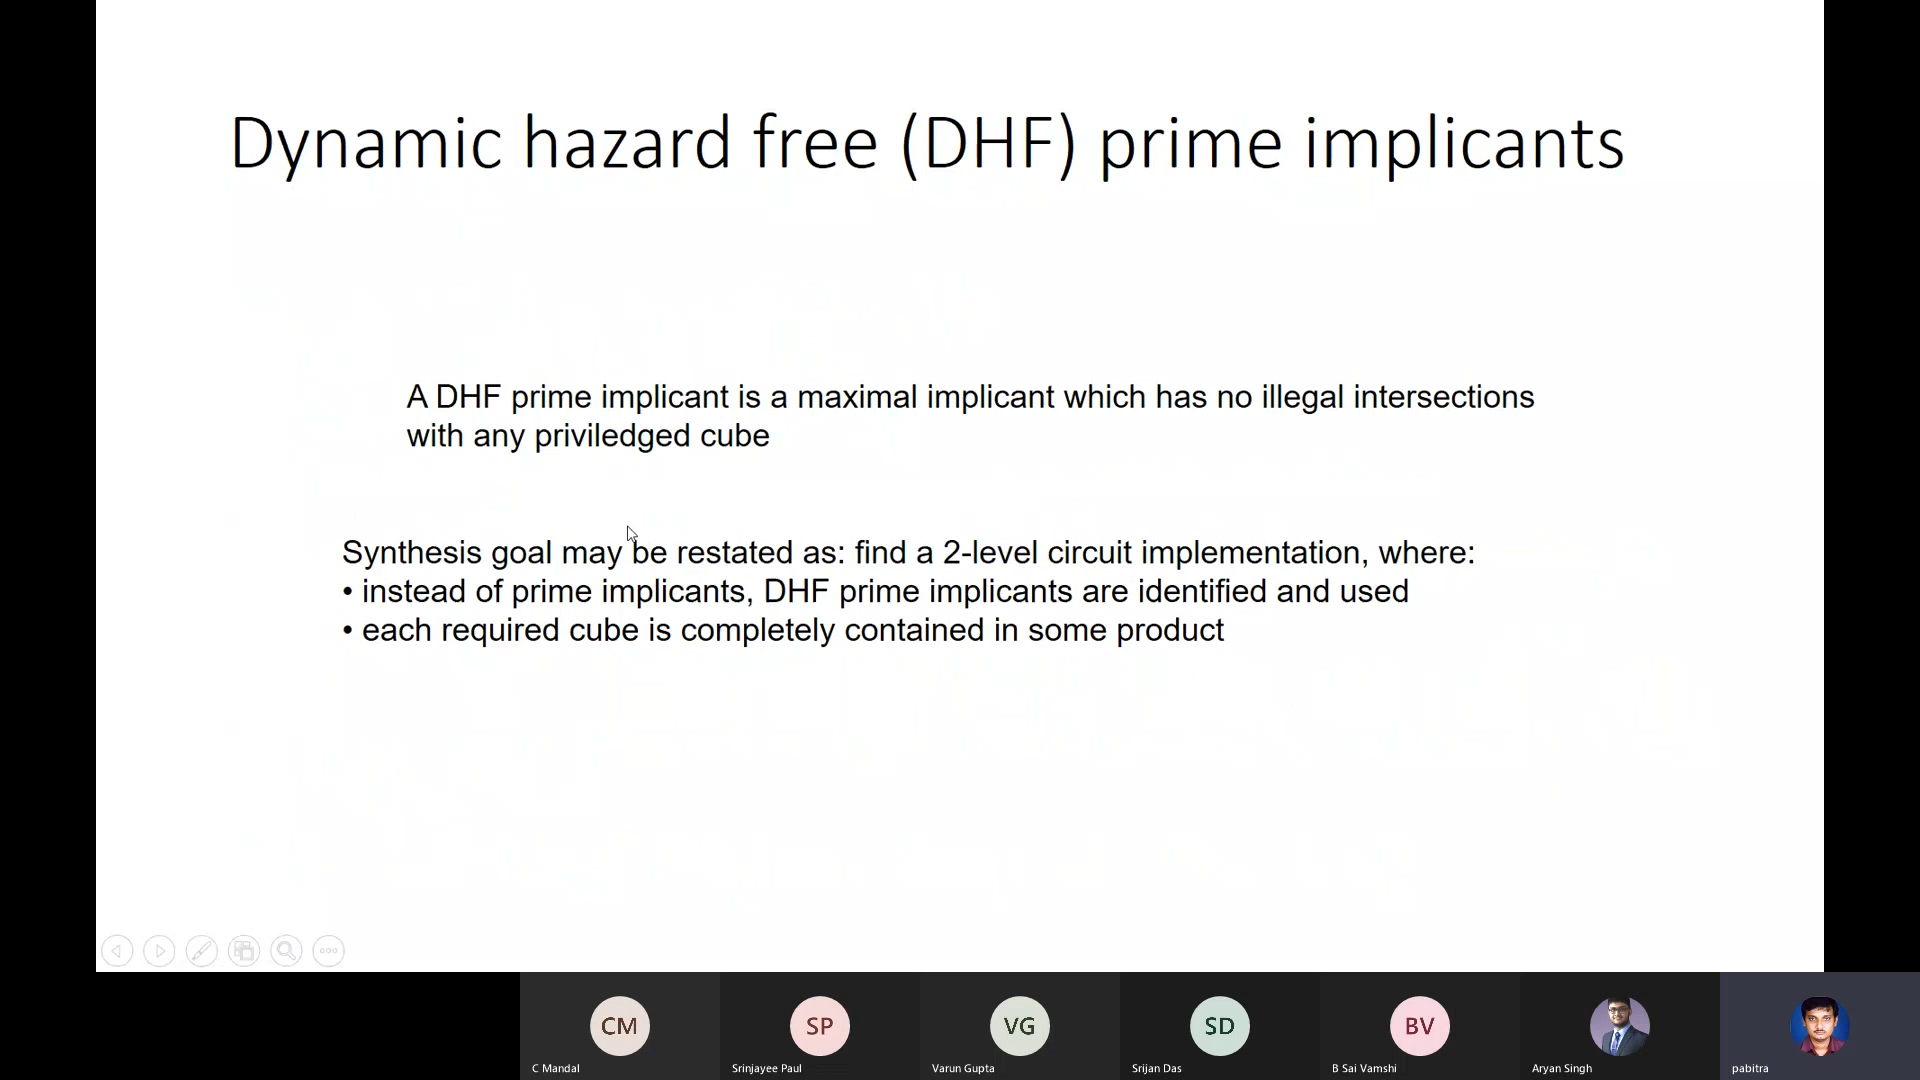 Dynamic hazard free (DHF) prime implicants
A DHF prime implicant is a maximal implicant which has no illegal intersections
with any priviledged cube
Synthesis goal may be restated as: find a 2-level circuit implementation, where:
• instead of prime implicants, DHF prime implicants are identified and used
• each required cube is completely contained in some product
CM
SP
VG
SD
BV
C Mandal
Srinjayee Paul
Varun Gupta
Srijan Das
B Sai Vamshi
Aryan Singh
pabitra